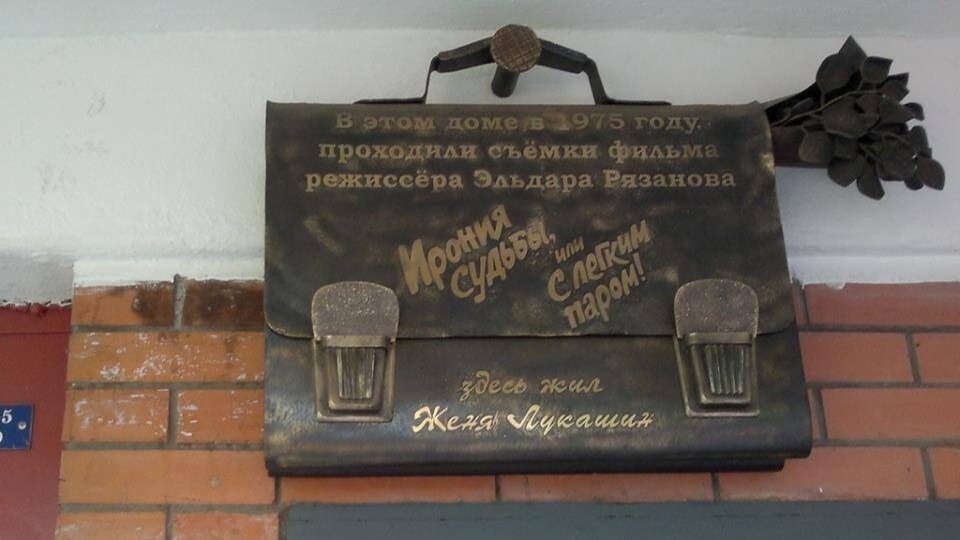 В этом доме в 1975 году.
проходили съёмки фильма
режиссёра Эльдара Рязанова
Ирония
судьбы,
или
С легким
паром!
здесь жил
Женя Лукашин
5